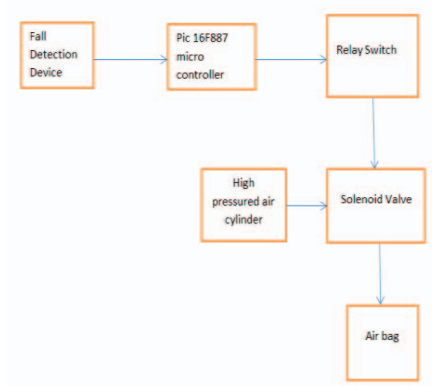 Fall
Detection
Device
Pic 16F887
micro
controller
Relay Switch
High
pressured air
cylinder
Solenoid Valve
Air bag